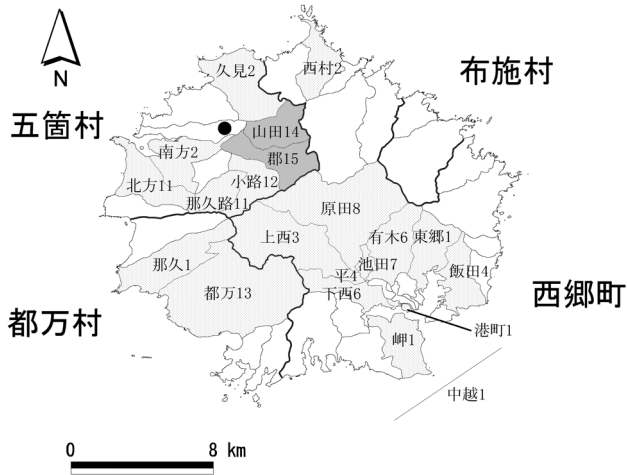 久見2
西村2
布施村
N
五箇村
山田14
南方2
郡15
北方11
小路12
那久路11
原田8
上西3
有木6
東郷1
那久1
池田7
飯田4
平4
都万13
下西6
西郷町
都万村
港町1
岬1
中越1
0
8 km